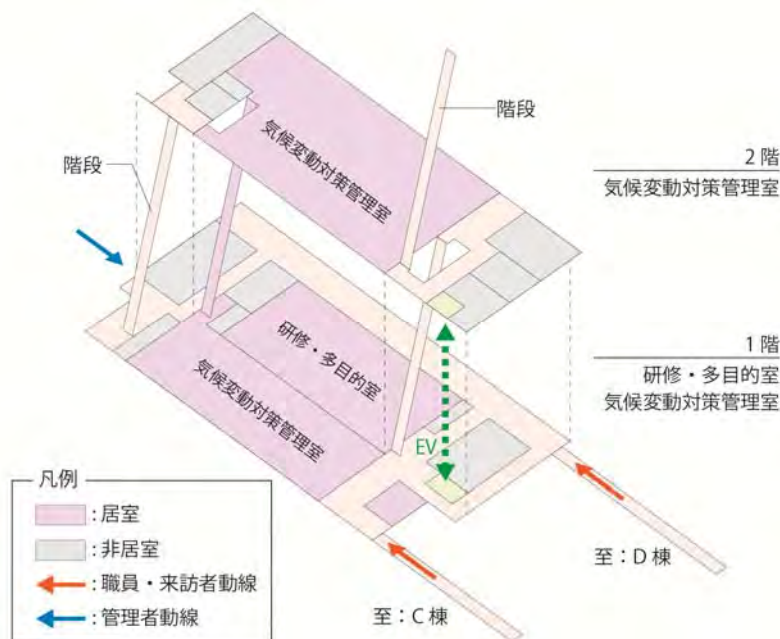 階段
気候変動対策管理室
2 階
気候変動対策管理室
階段
研修・多目的室
気候変動対策管理室
1 階
研修・多目的室
気候変動対策管理室
EV
凡例
: 居室
: 非居室
: 職員・来訪者動線
: 管理者動線
至 : D 棟
至 : C 棟